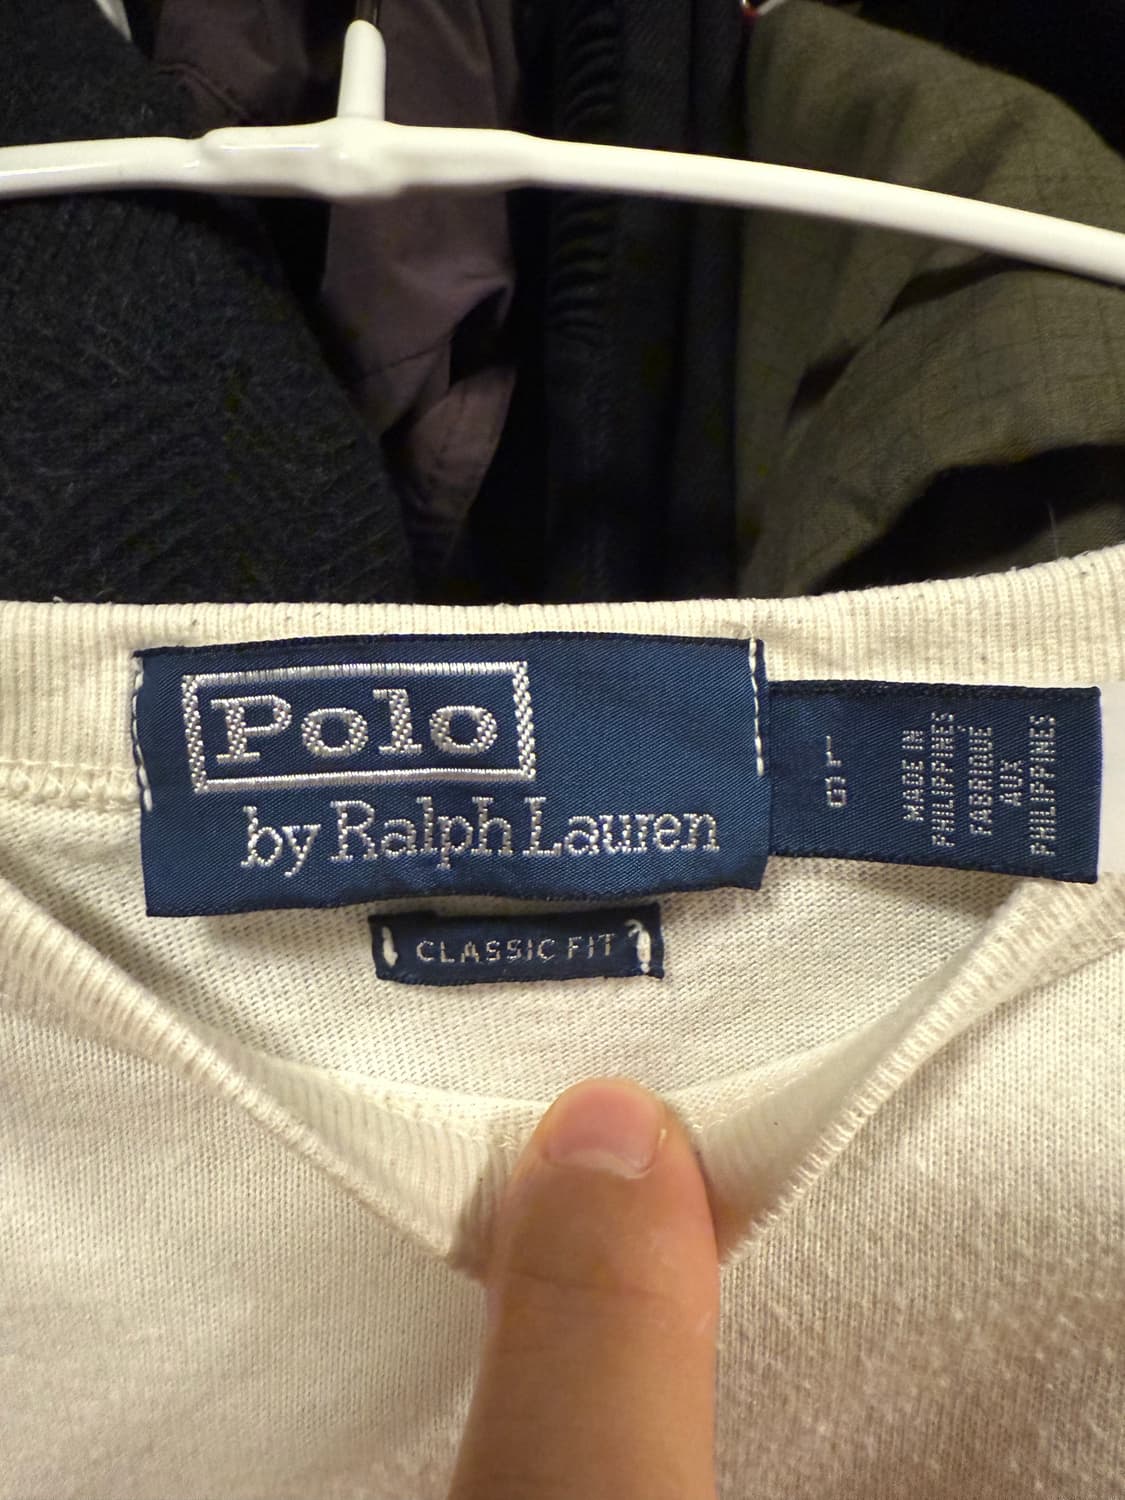 Polo
by Ralph Lauren
CLASSIC FIT
L
G
MADE IN
PHILIPPINES
FABRIQUÉ
AUX
PHILIPPINES